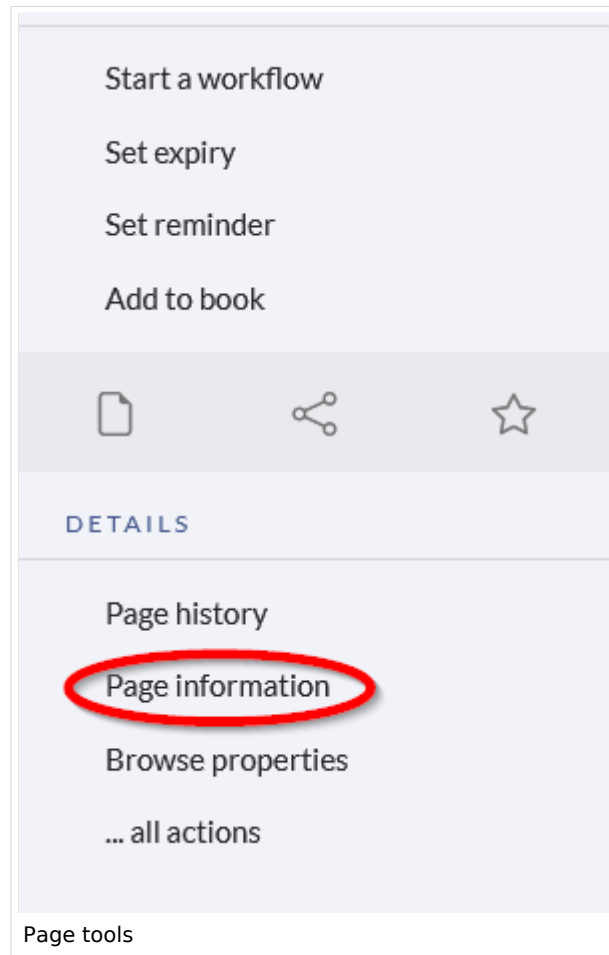 Start a workflow
Set expiry
Set reminder
Add to book
DETAILS
Page history
Page information
Browse properties
... all actions
Page tools